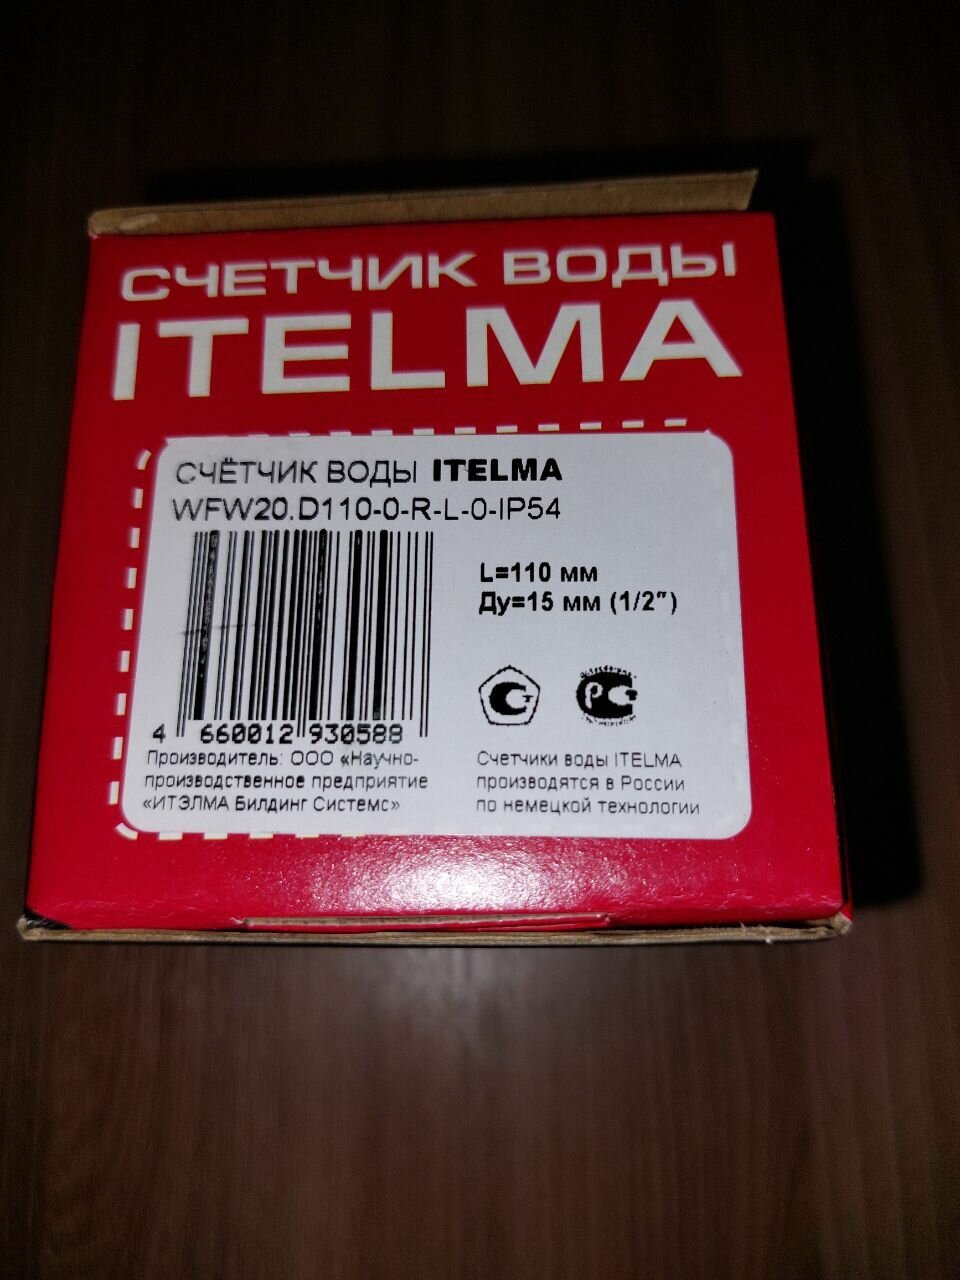 СЧЕТЧИК ВОДЫ
ITELMA
СЧЁТЧИК ВОДЫ ITELMA
WFW20.D110-0-R-L-0-IP54
L=110 мм
Ду=15 мм (1/2")
4 660012 930588
Производитель: ООО «Научно-
производственное предприятие
«ИТЭЛМА Билдинг Системс»
Счетчики воды ITELMA
производятся в России
по немецкой технологии